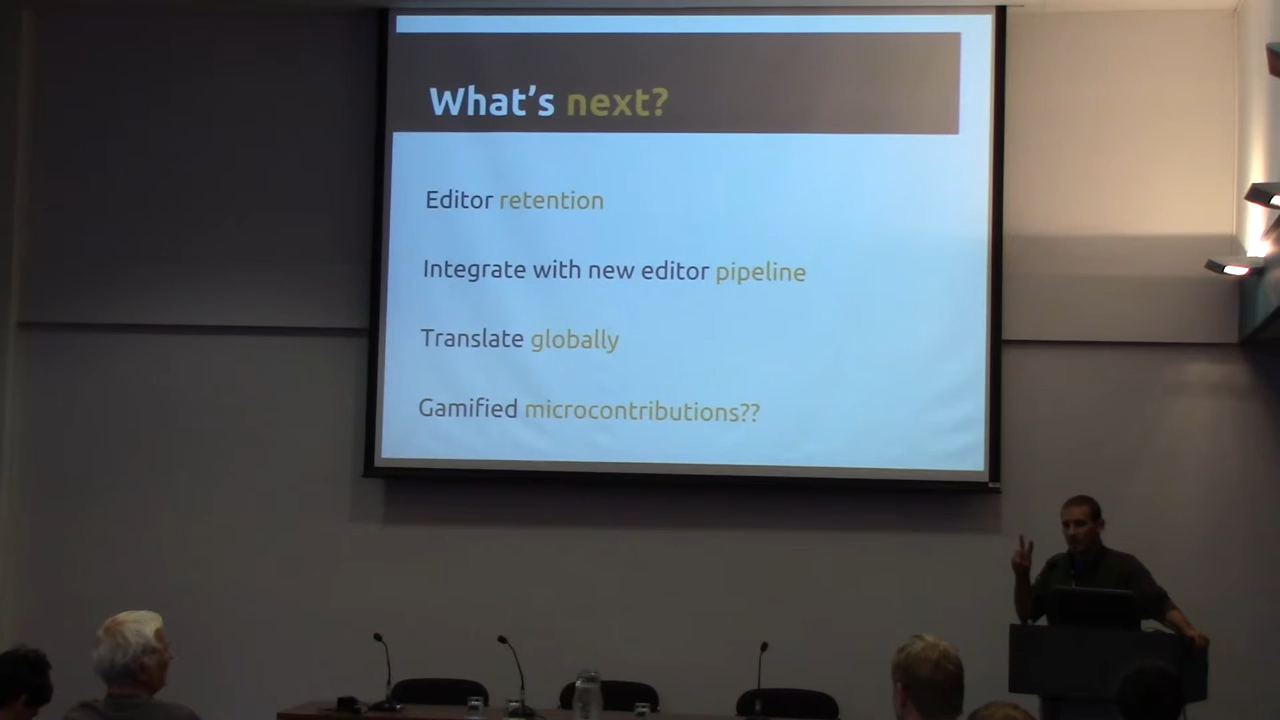 What's next?
Editor retention
Integrate with new editor pipeline
Translate globally
Gamified microcontributions??